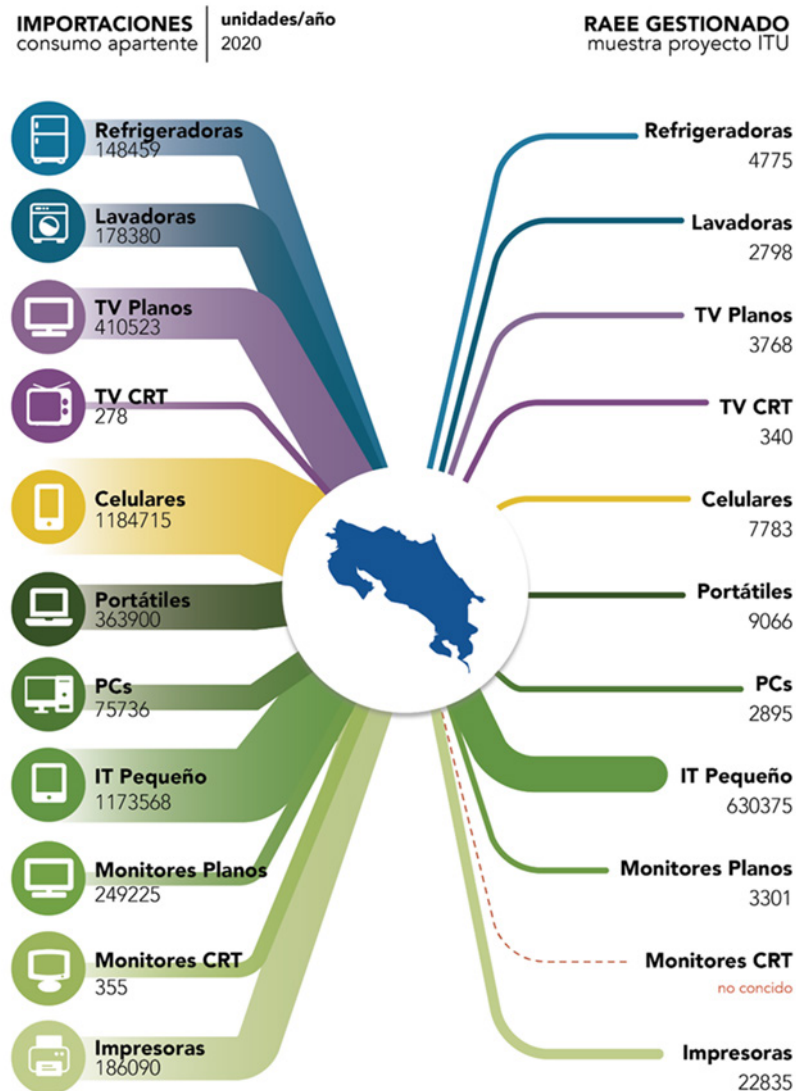 IMPORTACIONES
consumo apartente
unidades/año
2020
RAEE GESTIONADO
muestra proyecto ITU
Refrigeradoras
148459
Lavadoras
178380
TV Planos
410523
TV CRT
278
Celulares
1184715
Portátiles
363900
PCs
75736
IT Pequeño
1173568
Monitores Planos
249225
Monitores CRT
355
Impresoras
186090
Refrigeradoras
4775
Lavadoras
2798
TV Planos
3768
TV CRT
340
Celulares
7783
Portátiles
9066
PCs
2895
IT Pequeño
630375
Monitores Planos
3301
Monitores CRT
no concido
Impresoras
22835